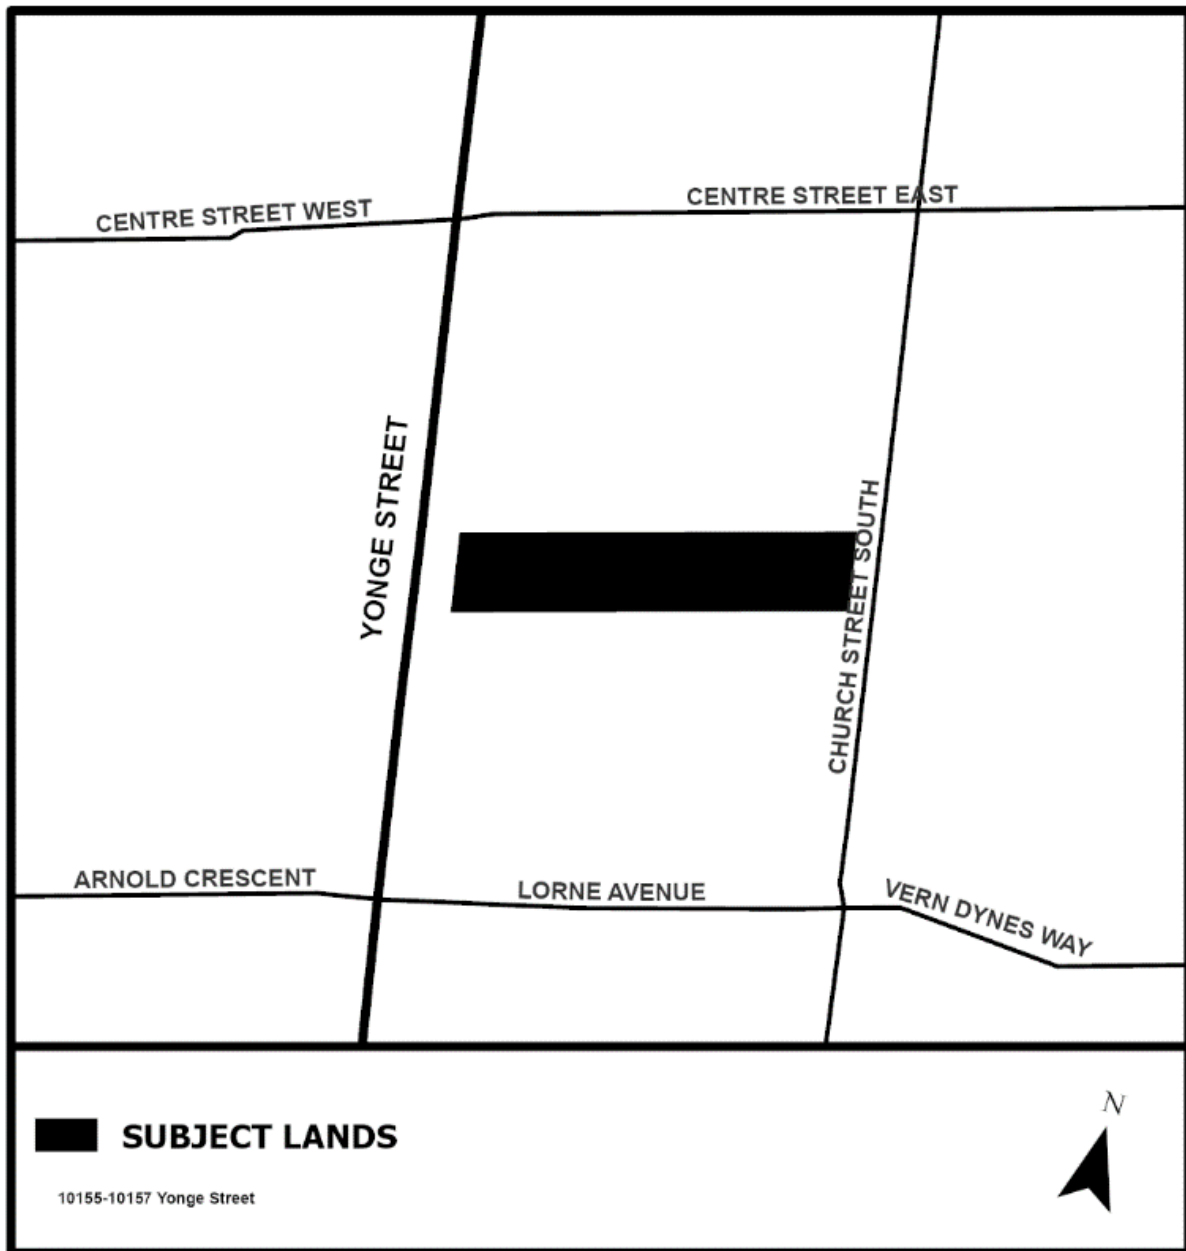 CENTRE STREET WEST
CENTRE STREET EAST
YONGE STREET
CHURCH STREET SOUTH
ARNOLD CRESCENT
LORNE AVENUE
VERN DYNES WAY
N
SUBJECT LANDS
10155-10157 Yonge Street